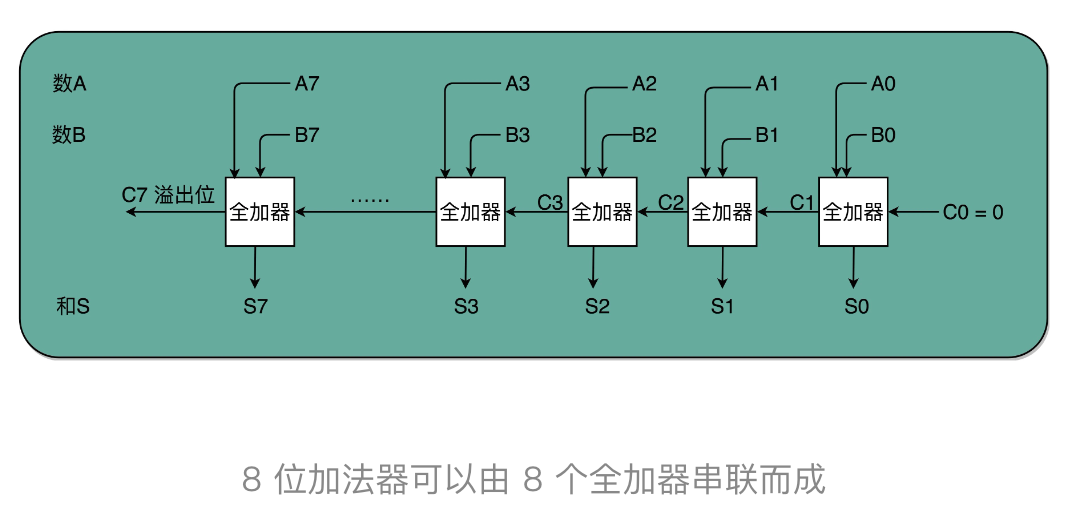 数A A7 A3 A2 A1 A0
数B B7 B3 B2 B1 B0
C7 溢出位 全加器 …… 全加器 C3 全加器 C2 全加器 C1 全加器 C0 = 0
和S S7 S3 S2 S1 S0
8 位加法器可以由 8 个全加器串联而成